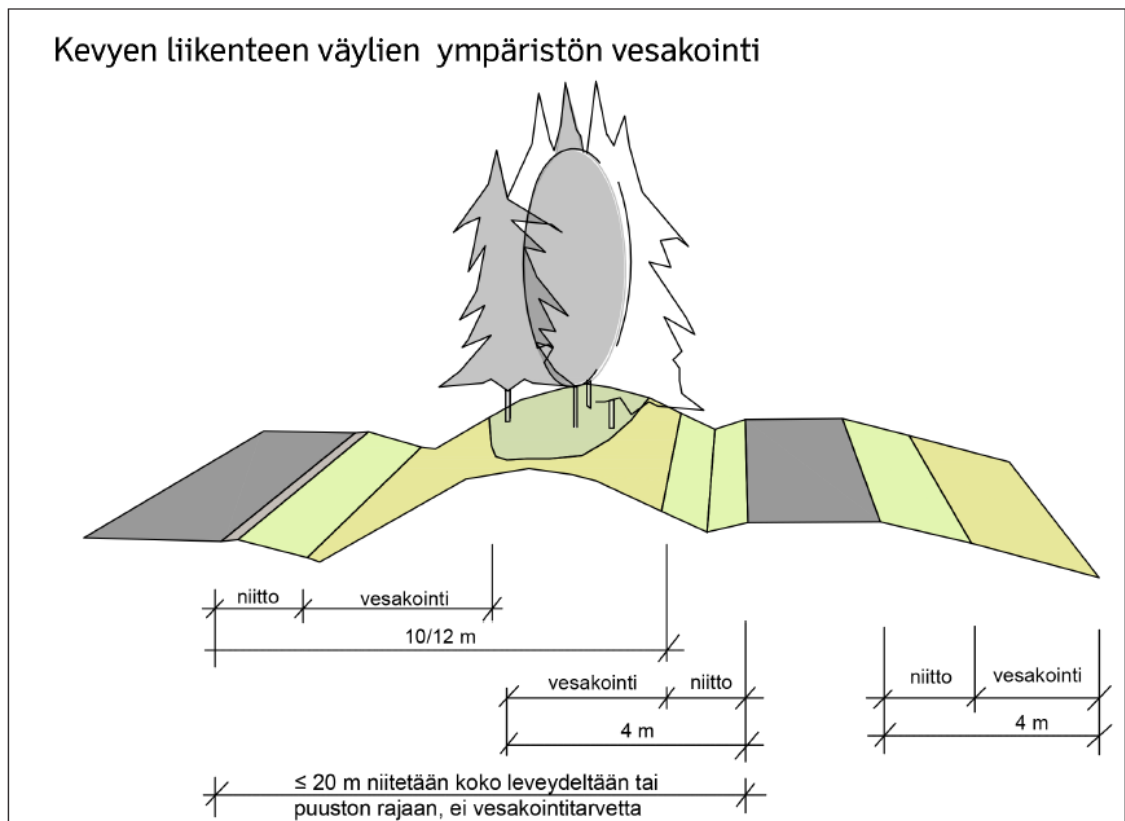 Kevyen liikenteen väylien ympäristön vesakointi
niitto
vesakointi
10/12 m
vesakointi
niitto
4 m
niitto
vesakointi
4 m
≤ 20 m niitetään koko leveydeltään tai
puuston rajaan, ei vesakointitarvetta